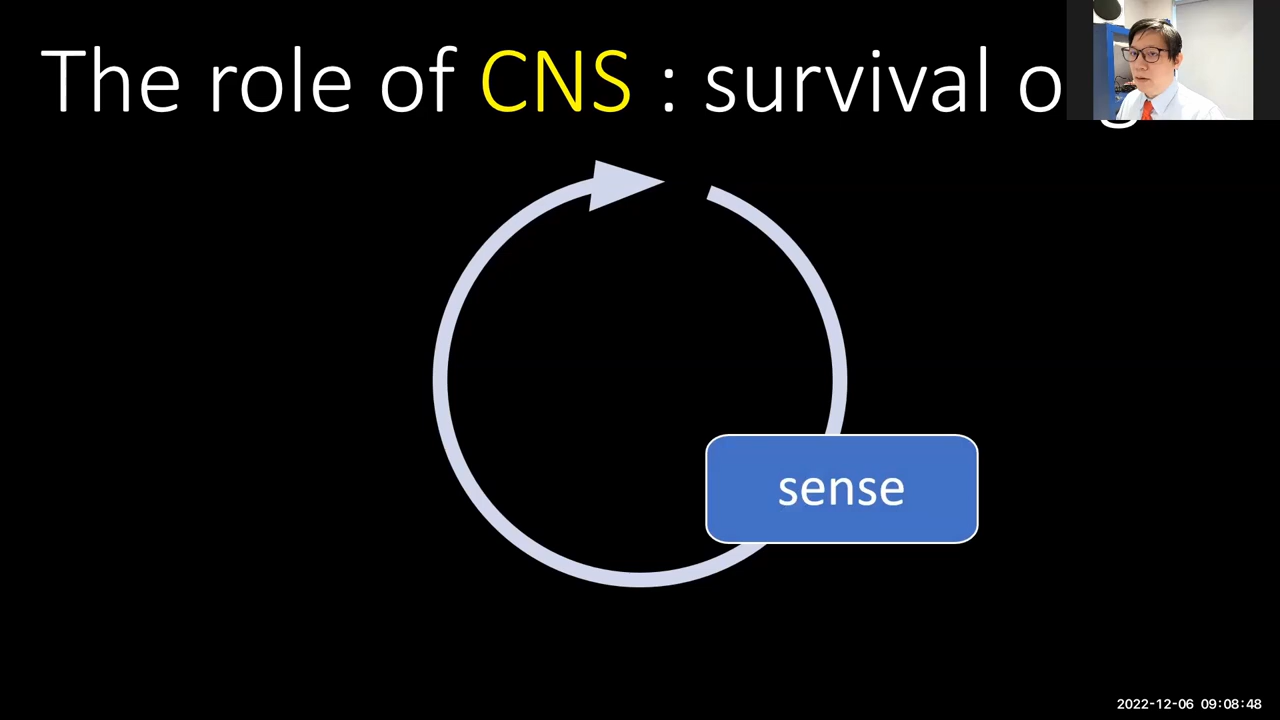 The role of CNS : survival o
sense
2022-12-06 09:08:48